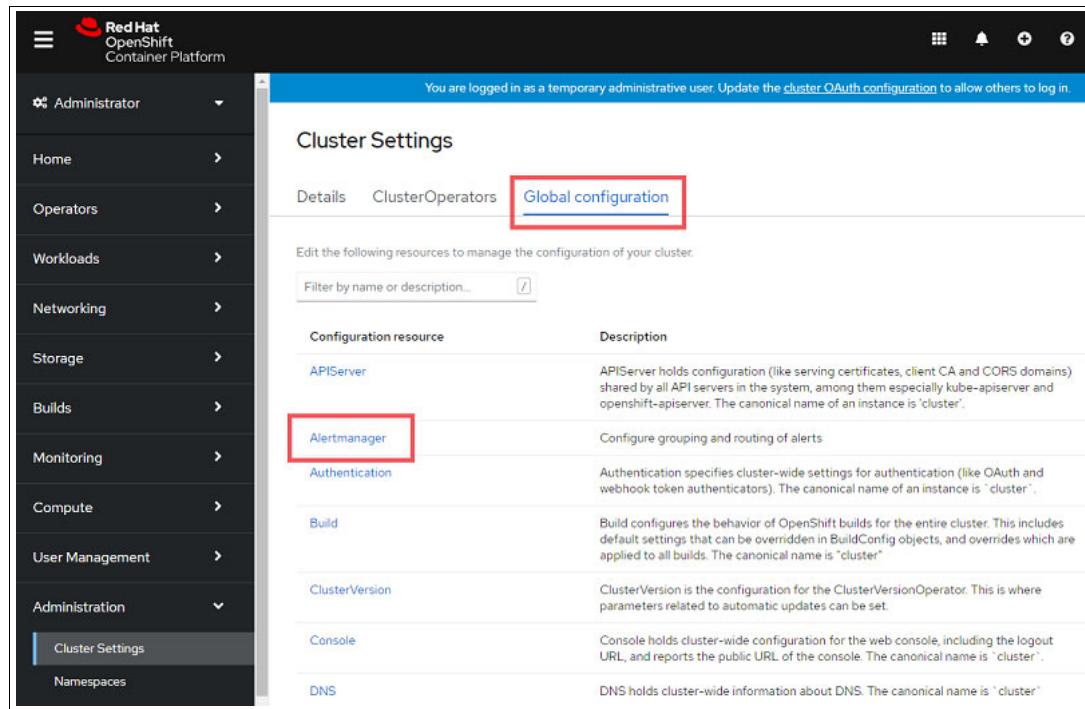 Red Hat
OpenShift
Container Platform
You are logged in as a temporary administrative user. Update the cluster OAuth configuration to allow others to log in.
Administrator
Home
Operators
Workloads
Networking
Storage
Builds
Monitoring
Compute
User Management
Administration
Cluster Settings
Namespaces
Cluster Settings
Details ClusterOperators Global configuration
Edit the following resources to manage the configuration of your cluster.
Filter by name or description... /
Configuration resource Description
APIServer APIServer holds configuration (like serving certificates, client CA and CORS domains)
shared by all API servers in the system, among them especially kube-apiserver and
openshift-apiserver. The canonical name of an instance is 'cluster'.
Alertmanager Configure grouping and routing of alerts
Authentication Authentication specifies cluster-wide settings for authentication (like OAuth and
webhook token authenticators). The canonical name of an instance is `cluster`.
Build Build configures the behavior of OpenShift builds for the entire cluster. This includes
default settings that can be overridden in BuildConfig objects, and overrides which are
applied to all builds. The canonical name is "cluster"
ClusterVersion ClusterVersion is the configuration for the ClusterVersionOperator. This is where
parameters related to automatic updates can be set.
Console Console holds cluster-wide configuration for the web console, including the logout
URL, and reports the public URL of the console. The canonical name is `cluster`.
DNS DNS holds cluster-wide information about DNS. The canonical name is `cluster`